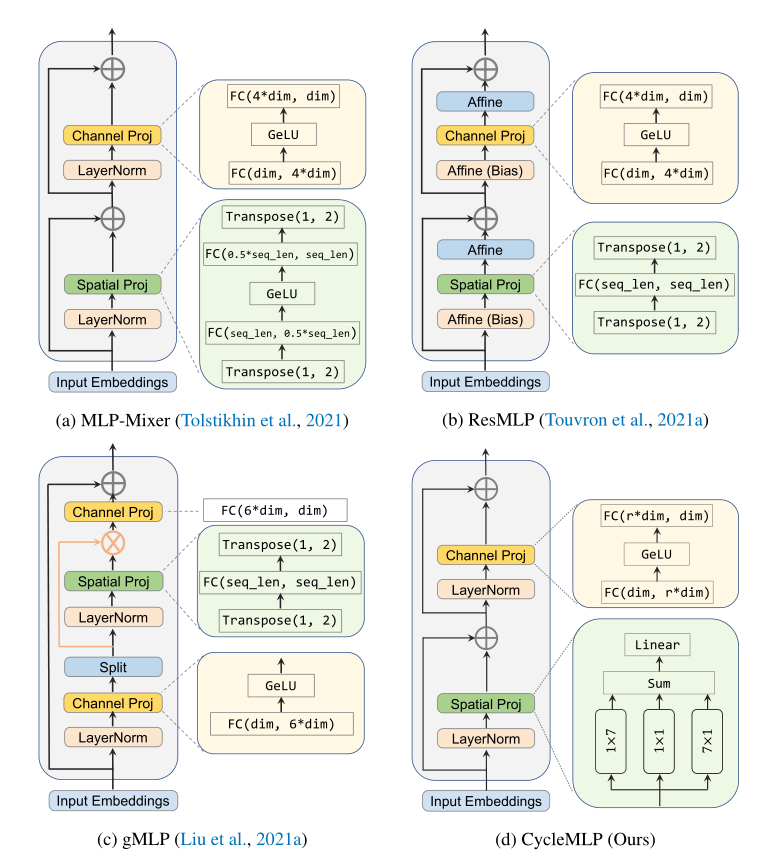 FC(4*dim, dim)
GeLU
FC(dim, 4*dim)
Channel Proj
LayerNorm
Transpose(1, 2)
FC(0.5*seq_len, seq_len)
GeLU
FC(seq_len, 0.5*seq_len)
Transpose(1, 2)
Spatial Proj
LayerNorm
Input Embeddings
(a) MLP-Mixer (Tolstikhin et al., 2021)
Affine
FC(4*dim, dim)
GeLU
FC(dim, 4*dim)
Channel Proj
Affine (Bias)
Affine
Transpose(1, 2)
FC(seq_len, seq_len)
Transpose(1, 2)
Spatial Proj
Affine (Bias)
Input Embeddings
(b) ResMLP (Touvron et al., 2021a)
Channel Proj
FC(6*dim, dim)
Transpose(1, 2)
FC(seq_len, seq_len)
Transpose(1, 2)
Spatial Proj
LayerNorm
Split
GeLU
FC(dim, 6*dim)
Channel Proj
LayerNorm
Input Embeddings
(c) gMLP (Liu et al., 2021a)
FC(r*dim, dim)
GeLU
FC(dim, r*dim)
Channel Proj
LayerNorm
Linear
Sum
1×7
1×1
7×1
Spatial Proj
LayerNorm
Input Embeddings
(d) CycleMLP (Ours)